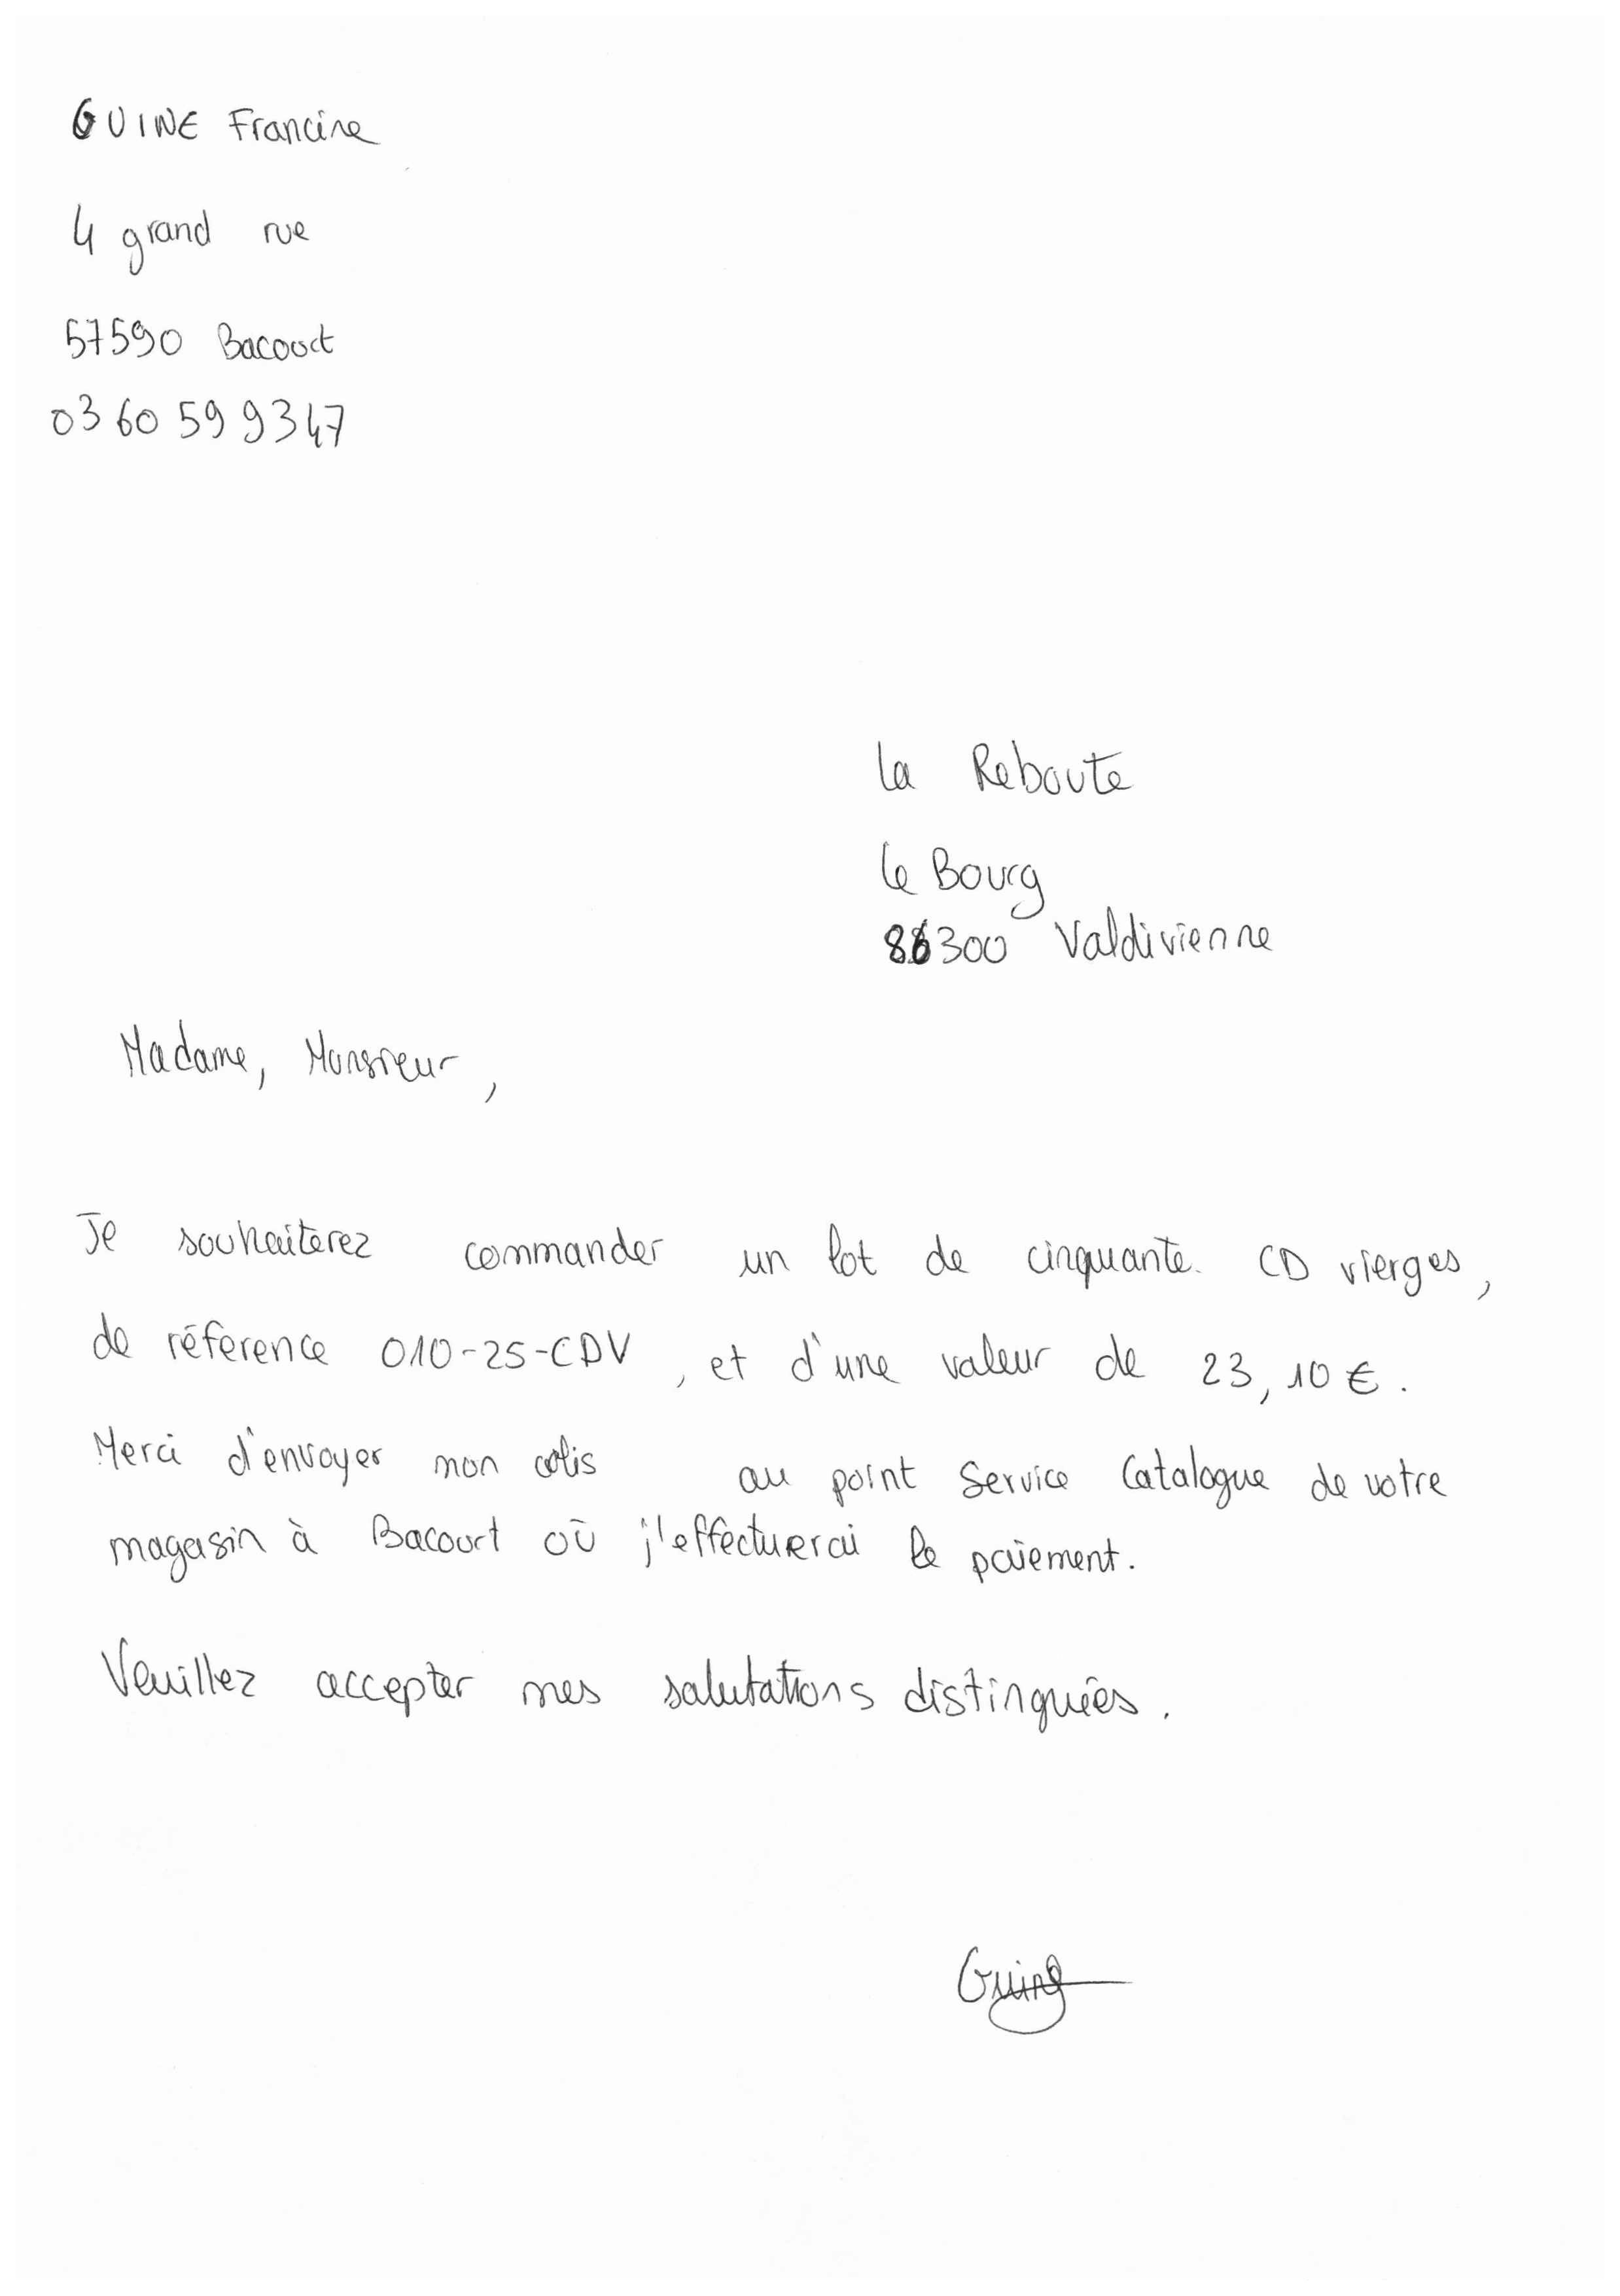 GUINE Francine
4 grand rue
57590 Bacourt
03 60 59 93 47
La Reboute
Le Bourg
86300 Valdivienne
Madame, Monsieur,
Je souhaiterez commander un lot de cinquante CD vierges,
de référence 010-25-CDV, et d'une valeur de 23,10 €.
Merci d'envoyer mon colis au point Service Catalogue de votre
magasin à Bacourt où j'effectuerai le paiement.
Veuillez accepter mes salutations distinguées.
Guine